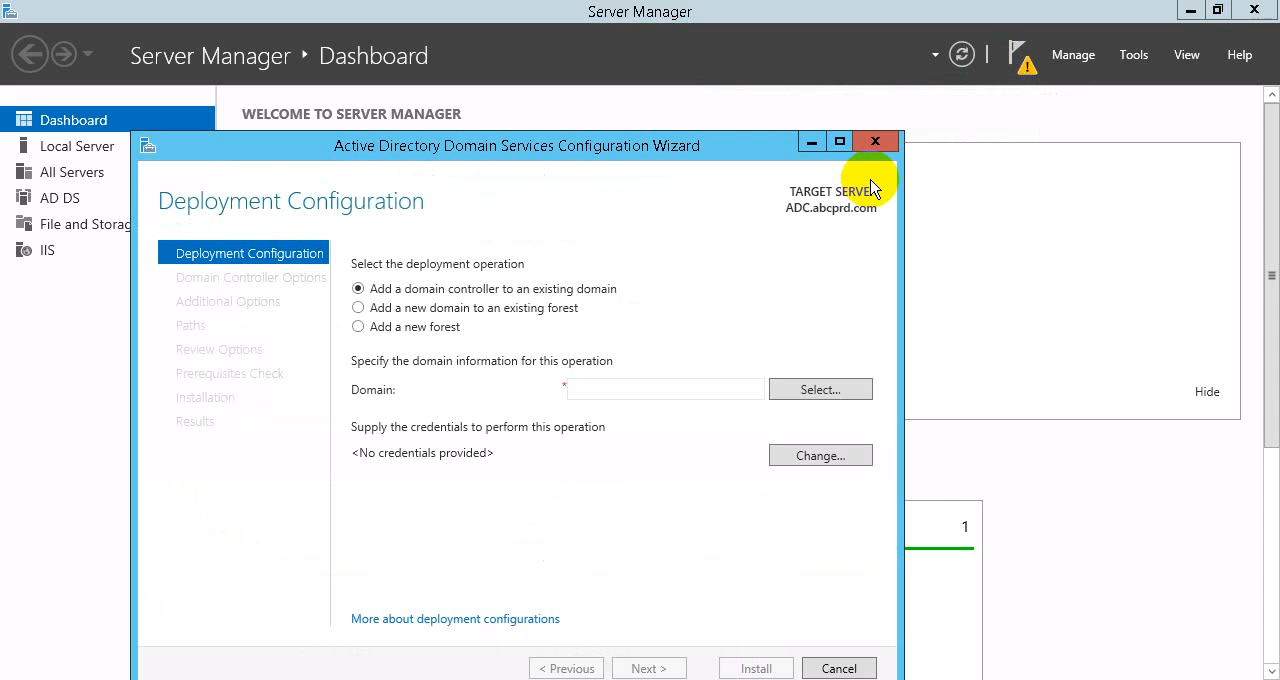 Server Manager
Server Manager ‣ Dashboard
Manage Tools View Help
WELCOME TO SERVER MANAGER
Dashboard
Local Server
All Servers
AD DS
File and Storag
IIS
Active Directory Domain Services Configuration Wizard
Deployment Configuration
TARGET SERVER
ADC.abcprd.com
Deployment Configuration
Domain Controller Options
Additional Options
Paths
Review Options
Prerequisites Check
Installation
Results
Select the deployment operation
Add a domain controller to an existing domain
Add a new domain to an existing forest
Add a new forest
Specify the domain information for this operation
Domain: * Select...
Supply the credentials to perform this operation
<No credentials provided> Change...
More about deployment configurations
< Previous Next > Install Cancel
Hide
1